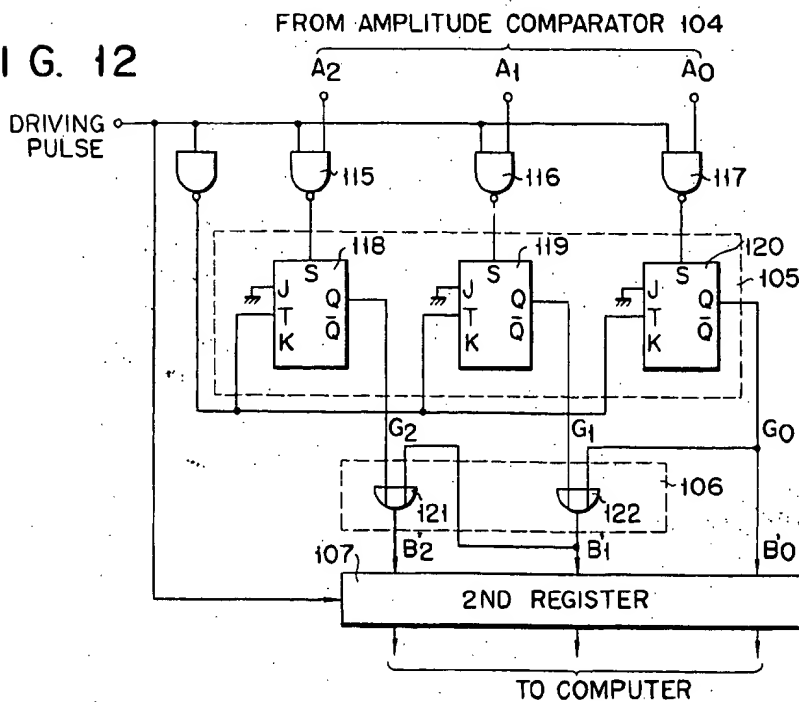 FROM AMPLITUDE COMPARATOR 104
I G. 12
A2 A1 A0
DRIVING
PULSE
115 116 117
118 119 120
105
S S S
J J J
T T T
K K K
Q Q Q
Q̄ Q̄ Q̄
G2 G1 G0
106
121 122
107
B'2 B'1 B'0
2ND REGISTER
TO COMPUTER